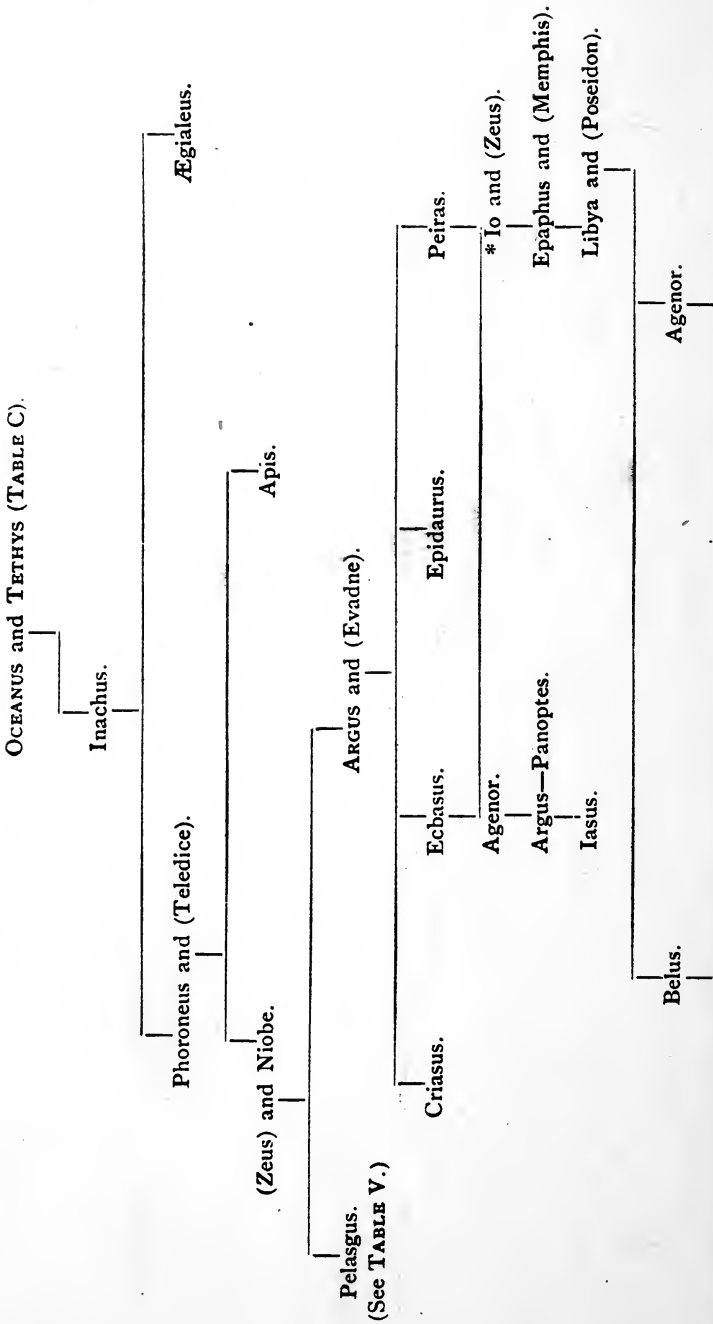 OCEANUS and TETHYS (TABLE C).
Inachus.
Phoroneus and (Teledice).
Ægialeus.
(Zeus) and Niobe.
Apis.
Pelasgus.
(See TABLE V.)
ARGUS and (Evadne).
Criasus.
Ecbasus.
Epidaurus.
Peiras.
Agenor.
* Io and (Zeus).
Argus—Panoptes.
Epaphus and (Memphis).
Iasus.
Libya and (Poseidon).
Belus.
Agenor.